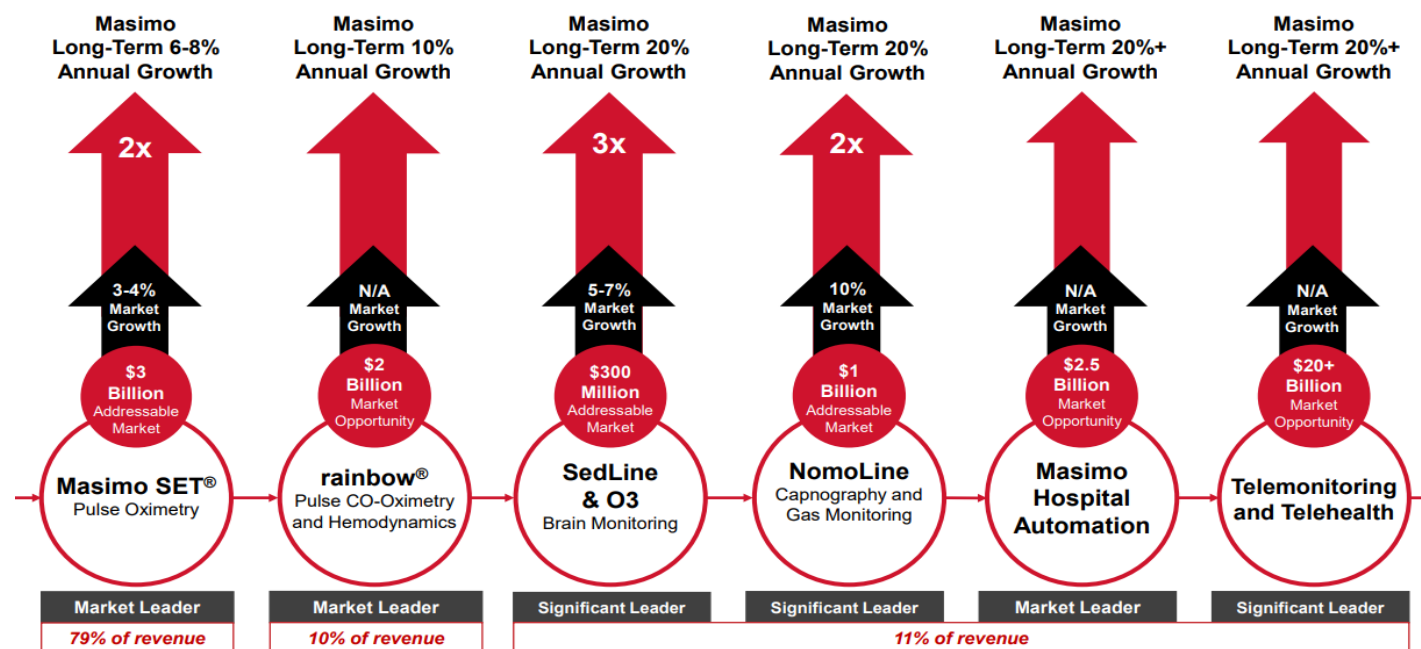 Masimo
Long-Term 6-8%
Annual Growth
2x
3-4%
Market
Growth
$3
Billion
Addressable
Market
Masimo SET®
Pulse Oximetry
Market Leader
79% of revenue
Masimo
Long-Term 10%
Annual Growth
N/A
Market
Growth
$2
Billion
Market
Opportunity
rainbow®
Pulse CO-Oximetry
and Hemodynamics
Market Leader
10% of revenue
Masimo
Long-Term 20%
Annual Growth
3x
5-7%
Market
Growth
$300
Million
Addressable
Market
SedLine
& O3
Brain Monitoring
Significant Leader
Masimo
Long-Term 20%
Annual Growth
2x
10%
Market
Growth
$1
Billion
Addressable
Market
NomoLine
Capnography and
Gas Monitoring
Significant Leader
Masimo
Long-Term 20%+
Annual Growth
N/A
Market
Growth
$2.5
Billion
Market
Opportunity
Masimo
Hospital
Automation
Market Leader
Masimo
Long-Term 20%+
Annual Growth
N/A
Market
Growth
$20+
Billion
Market
Opportunity
Telemonitoring
and Telehealth
Significant Leader
11% of revenue